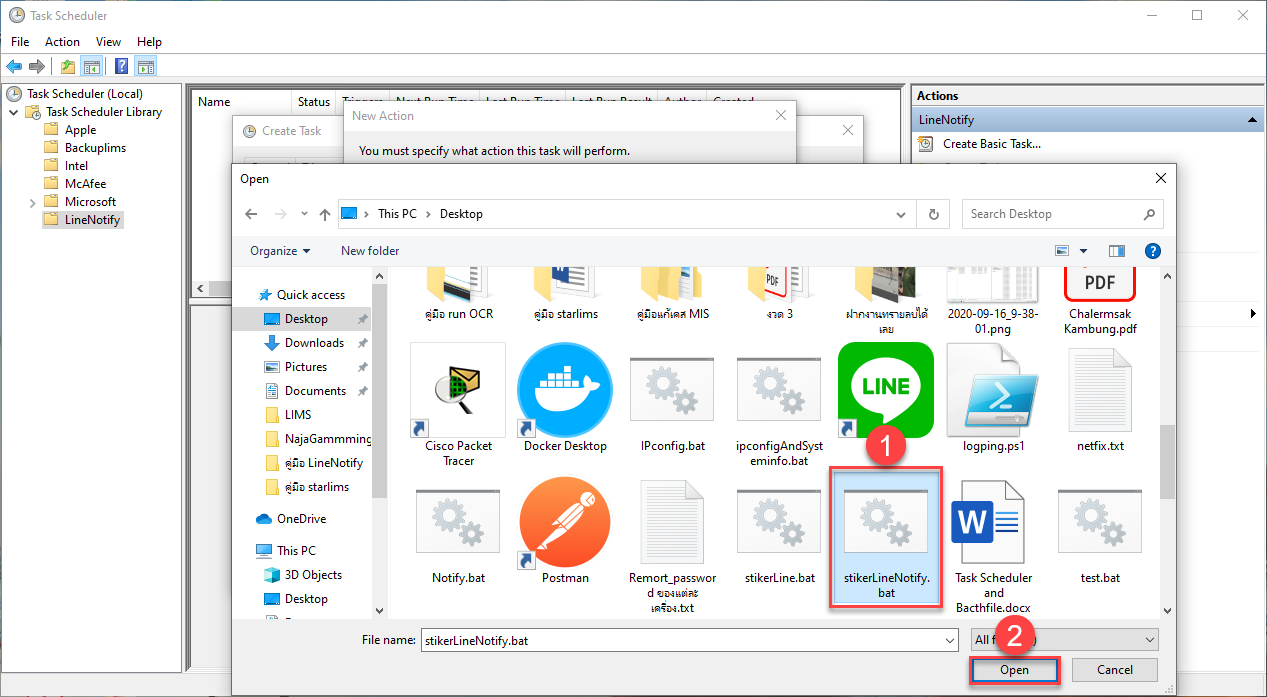 Task Scheduler
File Action View Help
Task Scheduler (Local)
Task Scheduler Library
Apple
Backuplims
Intel
McAfee
Microsoft
LineNotify
Name Status Triggers Next Run Time Last Run Time Last Run Result Author Created
Create Task
New Action
You must specify what action this task will perform.
Actions
LineNotify
Create Basic Task...
Open
This PC
Desktop
Search Desktop
Organize
New folder
Quick access
Desktop
Downloads
Pictures
Documents
LIMS
NajaGammming
คู่มือ LineNotify
คู่มือ starlims
OneDrive
This PC
3D Objects
Desktop
คู่มือ run OCR
คู่มือ starlims
คู่มือแก้เคส MIS
PDF
งวด 3
ฝากงานทรายลบได้
เลย
2020-09-16_9-38-
01.png
PDF
Chalermsak
Kambung.pdf
Cisco Packet
Tracer
Docker Desktop
IPconfig.bat
ipconfigAndSyst
eminfo.bat
LINE
logping.ps1
netfix.txt
1
Notify.bat
Postman
Remort_passwor
d ของแต่ละ
เครื่อง.txt
stikerLine.bat
stikerLineNotify.
bat
Task Scheduler
and
Bacthfile.docx
test.bat
File name: stikerLineNotify.bat
2
Open
Cancel